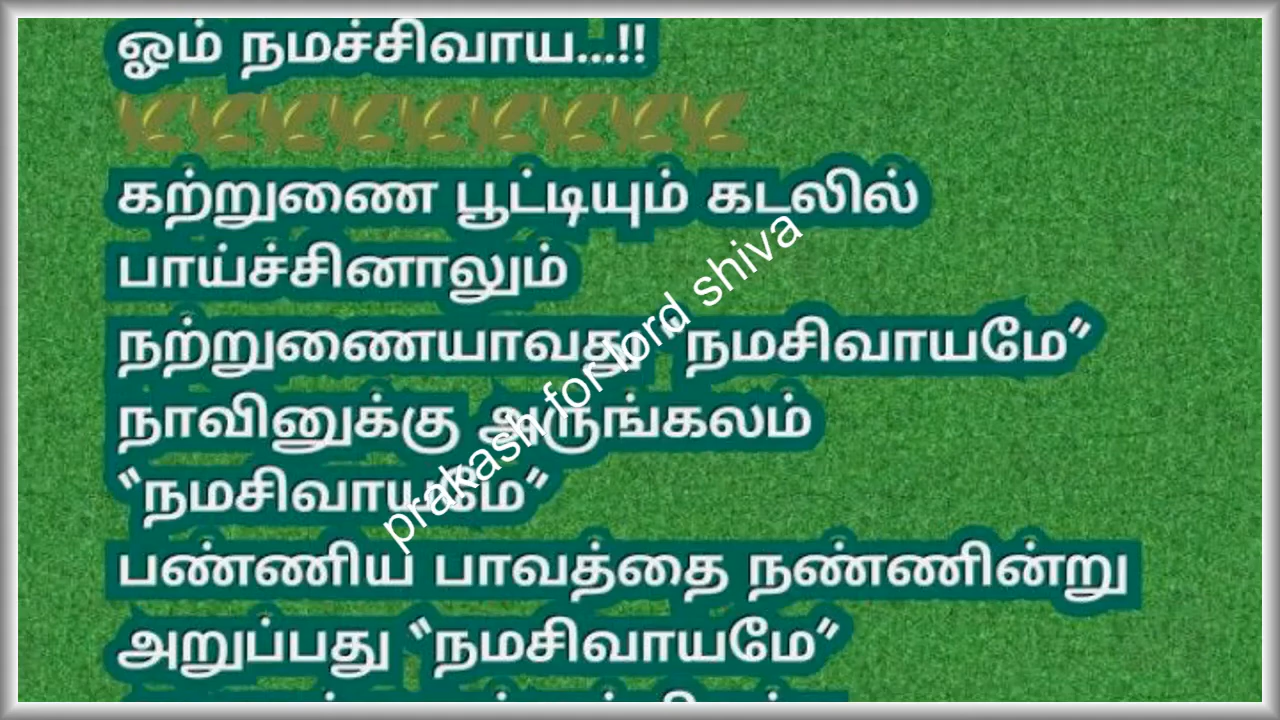 ஓம் நமச்சிவாய...!!
கற்றுணை பூட்டியும் கடலில்
பாய்ச்சினாலும்
நற்றுணையாவது "நமசிவாயமே"
நாவினுக்கு அருங்கலம்
"நமசிவாயமே"
பண்ணிய பாவத்தை நண்ணின்று
அறுப்பது "நமசிவாயமே"
prakash for lord shiva